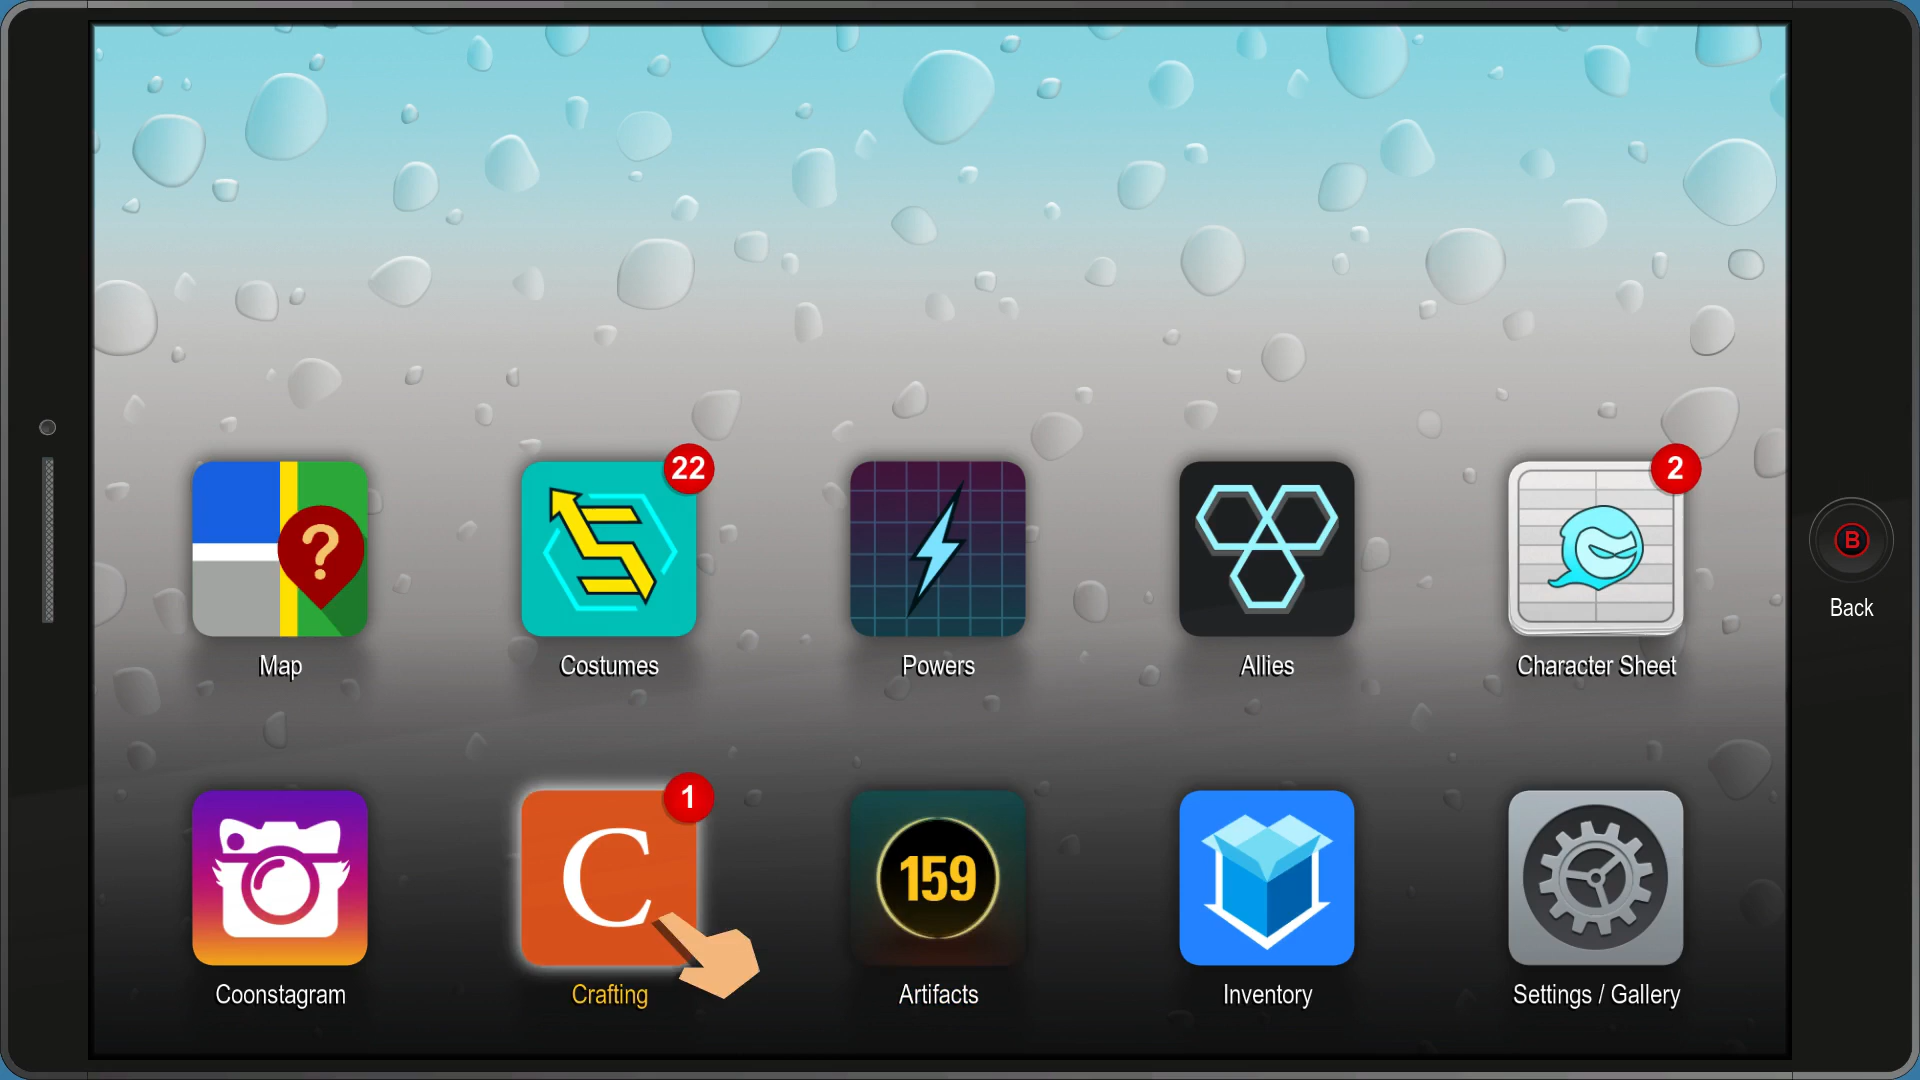 22
2
?
Map
Costumes
Powers
Allies
Character Sheet
B
Back
1
C
159
Coonstagram
Crafting
Artifacts
Inventory
Settings / Gallery